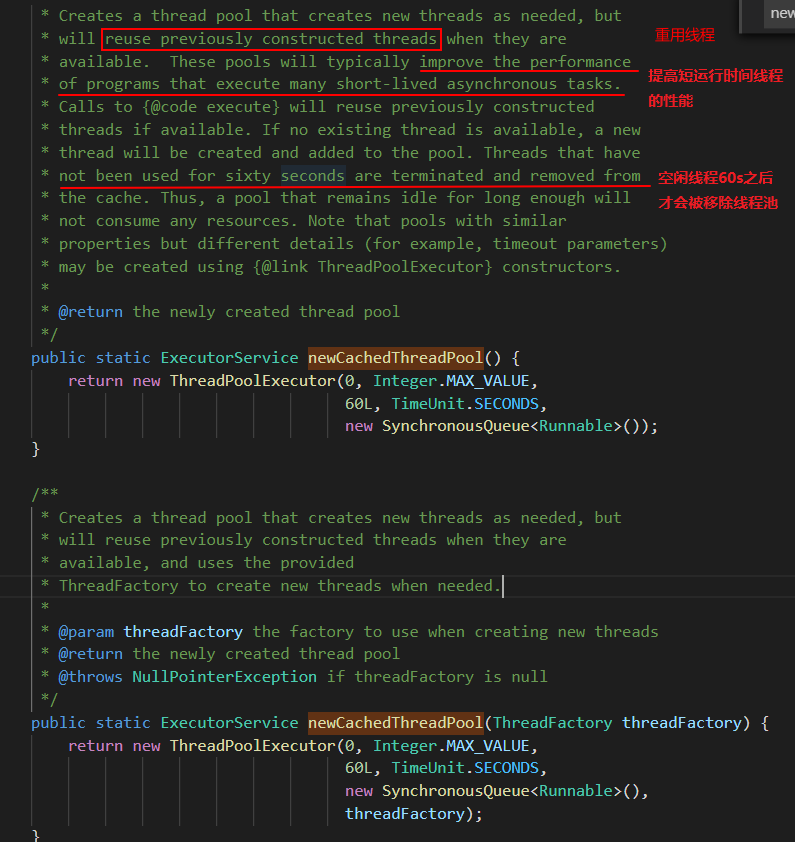 * Creates a thread pool that creates new threads as needed, but
new
* will reuse previously constructed threads when they are
重用线程
* available.  These pools will typically improve the performance
* of programs that execute many short-lived asynchronous tasks.
提高短运行时间线程
的性能
* Calls to {@code execute} will reuse previously constructed
* threads if available. If no existing thread is available, a new
* thread will be created and added to the pool. Threads that have
* not been used for sixty seconds are terminated and removed from
空闲线程60s之后
才会被移除线程池
* the cache. Thus, a pool that remains idle for long enough will
* not consume any resources. Note that pools with similar
* properties but different details (for example, timeout parameters)
* may be created using {@link ThreadPoolExecutor} constructors.
*
* @return the newly created thread pool
*/
public static ExecutorService newCachedThreadPool() {
return new ThreadPoolExecutor(0, Integer.MAX_VALUE,
60L, TimeUnit.SECONDS,
new SynchronousQueue<Runnable>());
}
/**
* Creates a thread pool that creates new threads as needed, but
* will reuse previously constructed threads when they are
* available, and uses the provided
* ThreadFactory to create new threads when needed.
*
* @param threadFactory the factory to use when creating new threads
* @return the newly created thread pool
* @throws NullPointerException if threadFactory is null
*/
public static ExecutorService newCachedThreadPool(ThreadFactory threadFactory) {
return new ThreadPoolExecutor(0, Integer.MAX_VALUE,
60L, TimeUnit.SECONDS,
new SynchronousQueue<Runnable>(),
threadFactory);
}